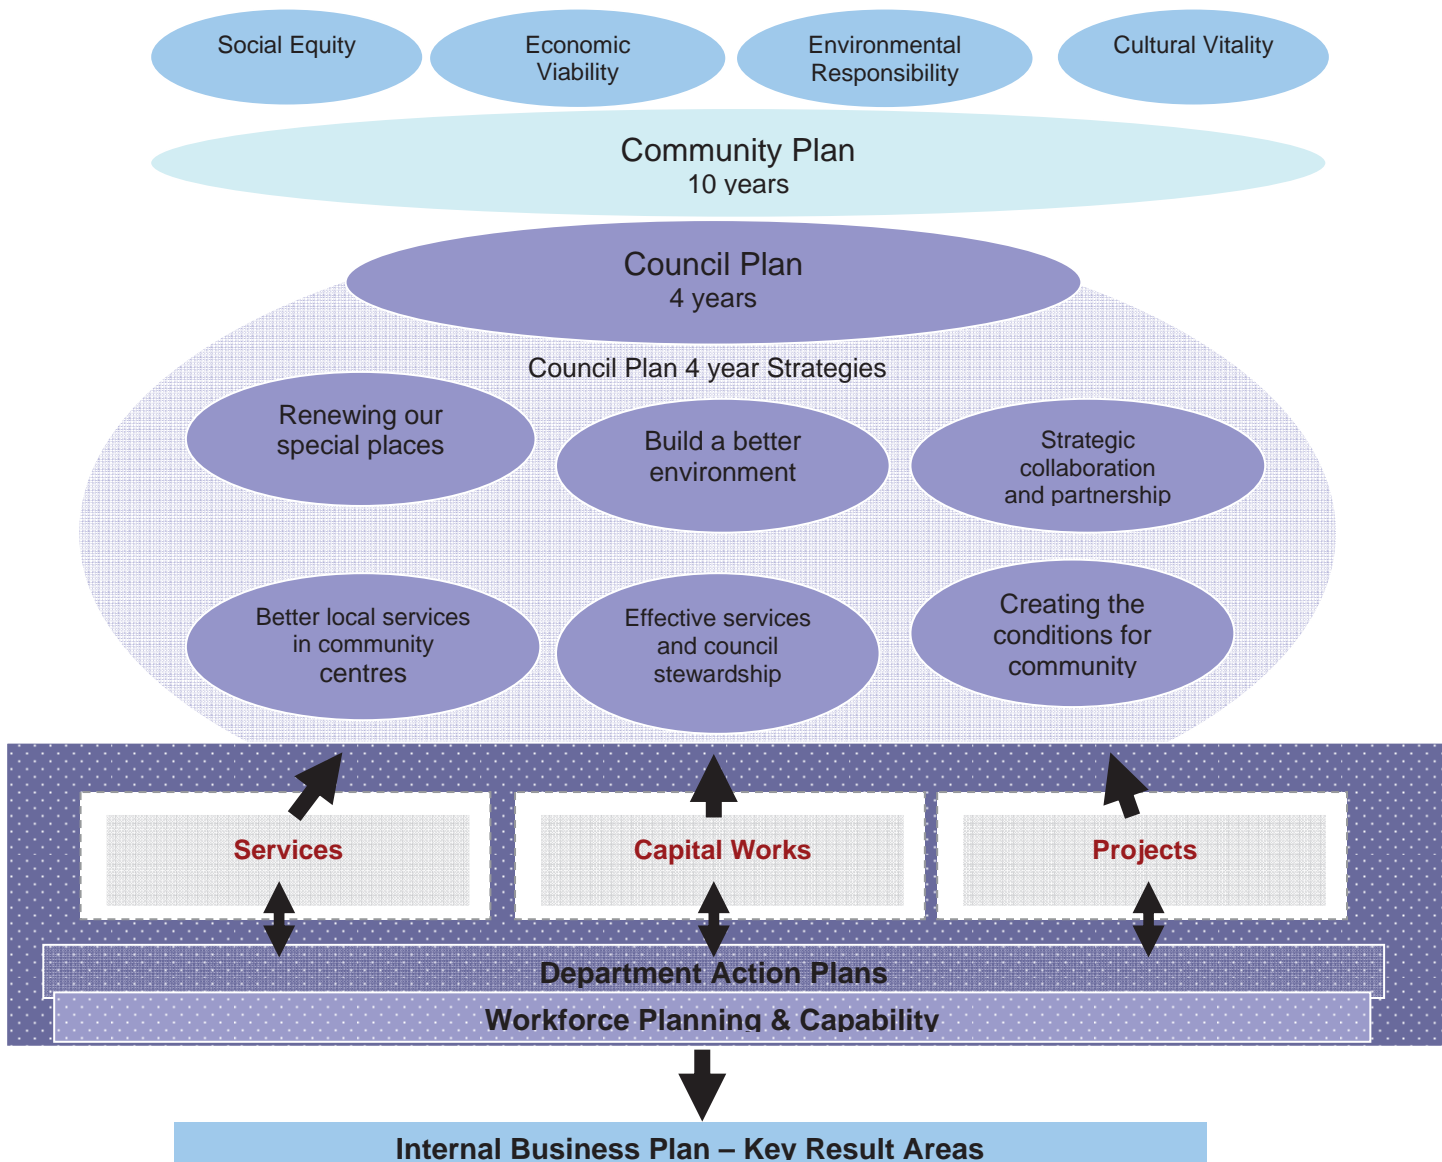 Social Equity
Economic
Viability
Environmental
Responsibility
Cultural Vitality
Community Plan
10 years
Council Plan
4 years
Council Plan 4 year Strategies
Renewing our
special places
Build a better
environment
Strategic
collaboration
and partnership
Better local services
in community
centres
Effective services
and council
stewardship
Creating the
conditions for
community
Services
Capital Works
Projects
Department Action Plans
Workforce Planning & Capability
Internal Business Plan – Key Result Areas